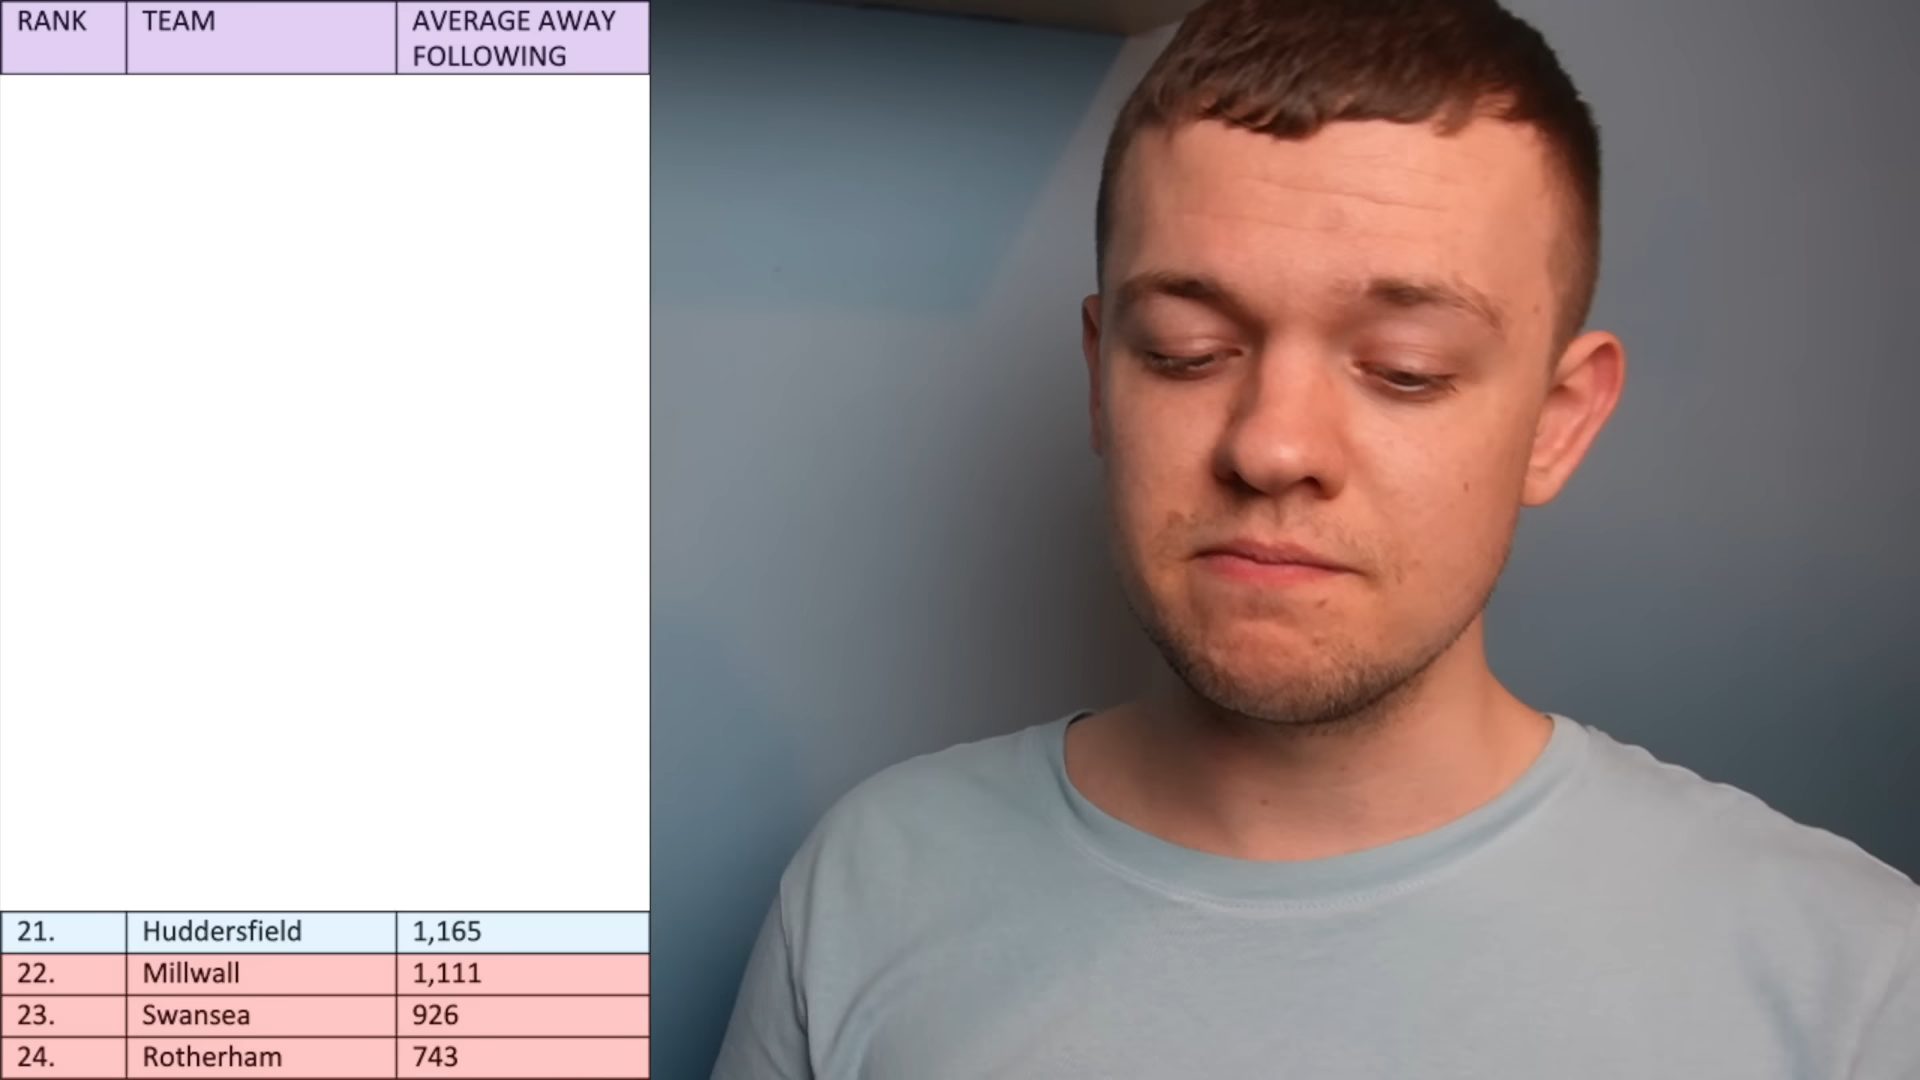 RANK TEAM AVERAGE AWAY
FOLLOWING
21. Huddersfield 1,165
22. Millwall 1,111
23. Swansea 926
24. Rotherham 743